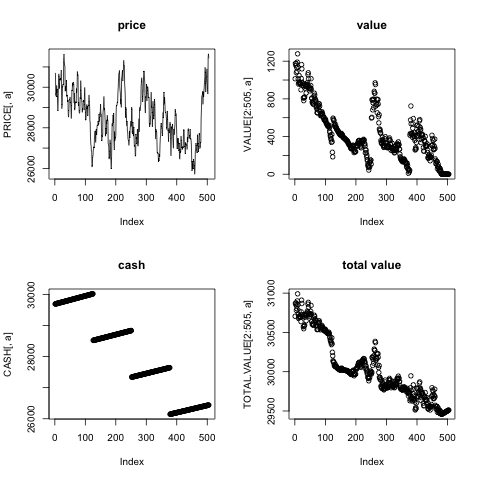 price
PRICE[, a]
26000
28000
30000
0 100 200 300 400 500
Index
value
VALUE[2:505, a]
0
400
800
1200
0 100 200 300 400 500
Index
cash
CASH[, a]
26000
28000
30000
0 100 200 300 400 500
Index
total value
TOTAL.VALUE[2:505, a]
29500
30000
30500
31000
0 100 200 300 400 500
Index